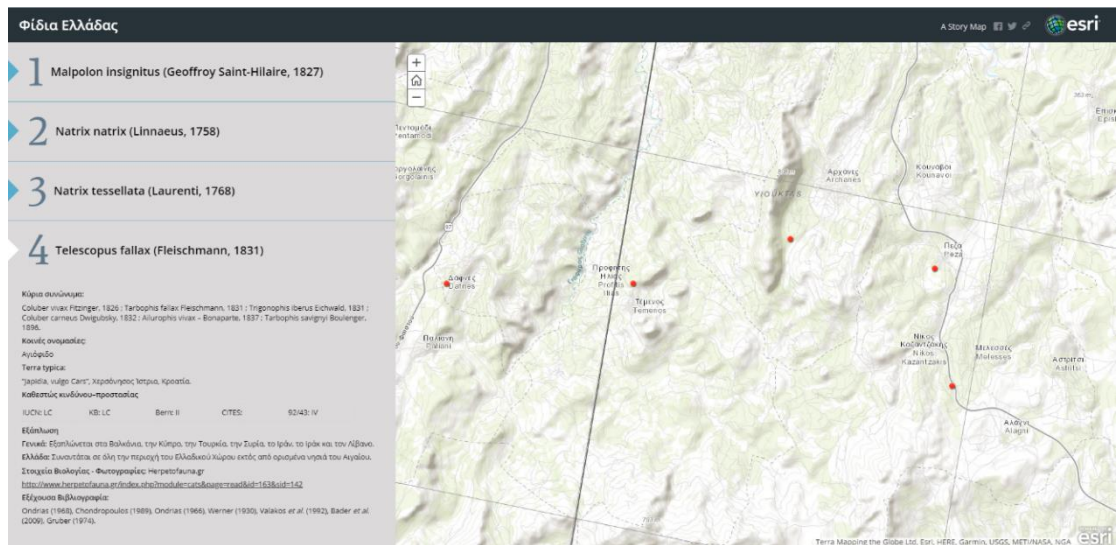 Φίδια Ελλάδας
A Story Map
esri
1 Malpolon insignitus (Geoffroy Saint-Hilaire, 1827)
2 Natrix natrix (Linnaeus, 1758)
3 Natrix tessellata (Laurenti, 1768)
4 Telescopus fallax (Fleischmann, 1831)
Κύρια συνώνυμα:
Coluber vivax Fitzinger, 1826 ; Tarbophis fallax Fleischmann, 1831 ; Trigonophis iberus Eichwald, 1831 ;
Coluber carneus Dwigubsky, 1832 ; Ailurophis vivax – Bonaparte, 1837 ; Tarbophis savignyi Boulenger,
1896.
Κοινές ονομασίες:
Αγιόφιδο
Terra typica:
"Japidia, vulgo Cars", Χερσόνησος Ίστρια, Κροατία.
Καθεστώς κινδύνου-προστασίας
IUCN: LC KB: LC Bern: II CITES: 92/43: IV
Εξάπλωση
Γενικά: Εξαπλώνεται στα Βαλκάνια, την Κύπρο, την Τουρκία, την Συρία, το Ιράν, το Ιράκ και τον Λίβανο.
Ελλάδα: Συναντάται σε όλη την περιοχή του Ελλαδικού Χώρου εκτός από ορισμένα νησιά του Αιγαίου.
Στοιχεία Βιολογίας - Φωτογραφίες: Herpetofauna.gr
http://www.herpetofauna.gr/index.php?module=cats&page=read&id=163&sid=142
Εξέχουσα Βιβλιογραφία:
Ondrias (1968), Chondropoulos (1989), Ondrias (1966), Werner (1930), Valakos et al. (1992), Bader et al.
(2009), Gruber (1974).
Κουνάβοι
Kounavoi
Αρχάνες
Archanes
YIOUKTAS
Πεζά
Peza
Δαφνές
Dafnes
Προφήτης
Ηλίας
Profitis
Ilias
Τέμενος
Temenos
Νίκος
Καζαντζάκης
Nikos
Kazantzakis
Μελεσσές
Melesses
Αστρίτσι
Astritsi
Αλάγνι
Alagni
Terra Mapping the Globe Ltd, Esri, HERE, Garmin, USGS, METI/NASA, NGA
esri